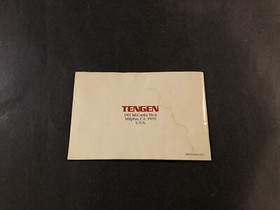 TENGEN
1901 McCarthy Blvd.
Milpitas, CA 95035
U.S.A.